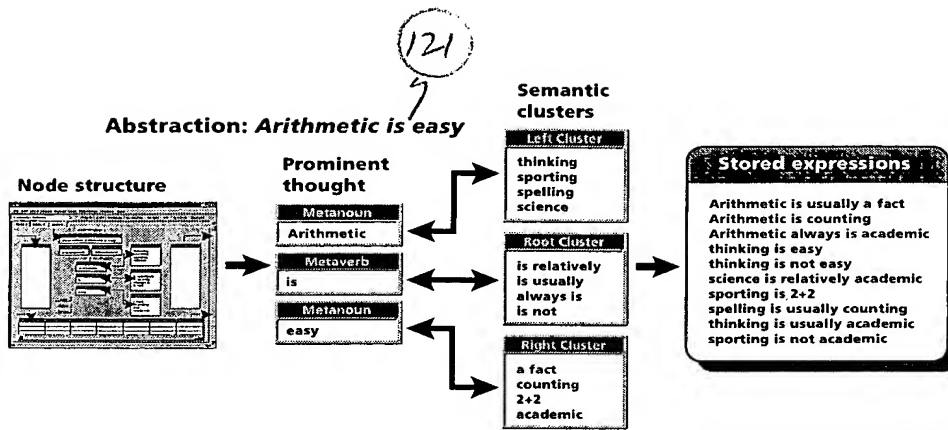 121
Abstraction: Arithmetic is easy
Node structure
Prominent
thought
Metanoun
Arithmetic
Metaverb
is
Metanoun
easy
Semantic
clusters
Left Cluster
thinking
sporting
spelling
science
Root Cluster
is relatively
is usually
always is
is not
Right Cluster
a fact
counting
2+2
academic
Stored expressions
Arithmetic is usually a fact
Arithmetic is counting
Arithmetic always is academic
thinking is easy
thinking is not easy
science is relatively academic
sporting is 2+2
spelling is usually counting
thinking is usually academic
sporting is not academic